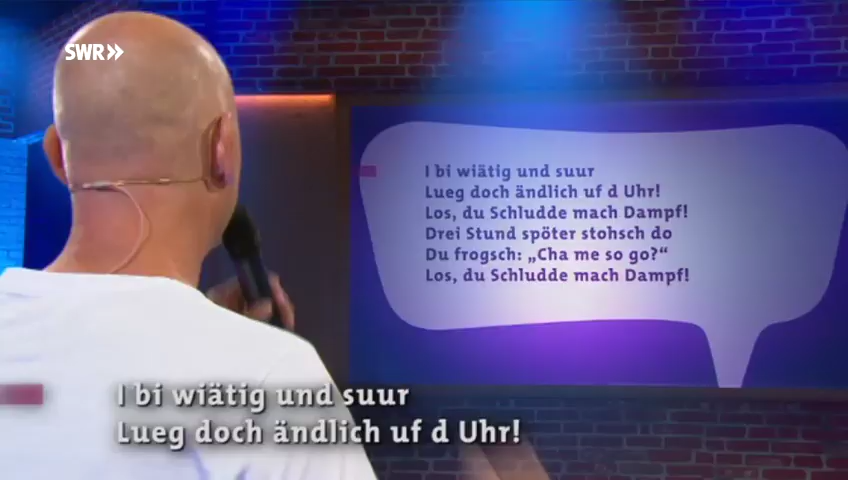 SWR
I bi wiätig und suur
Lueg doch ändlich uf d Uhr!
Los, du Schludde mach Dampf!
Drei Stund spöter stohsch do
Du frogsch: „Cha me so go?“
Los, du Schludde mach Dampf!
I bi wiätig und suur
Lueg doch ändlich uf d Uhr!